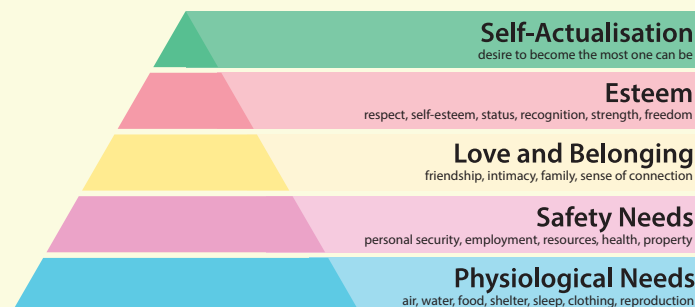 Self-Actualisation
desire to become the most one can be
Esteem
respect, self-esteem, status, recognition, strength, freedom
Love and Belonging
friendship, intimacy, family, sense of connection
Safety Needs
personal security, employment, resources, health, property
Physiological Needs
air, water, food, shelter, sleep, clothing, reproduction